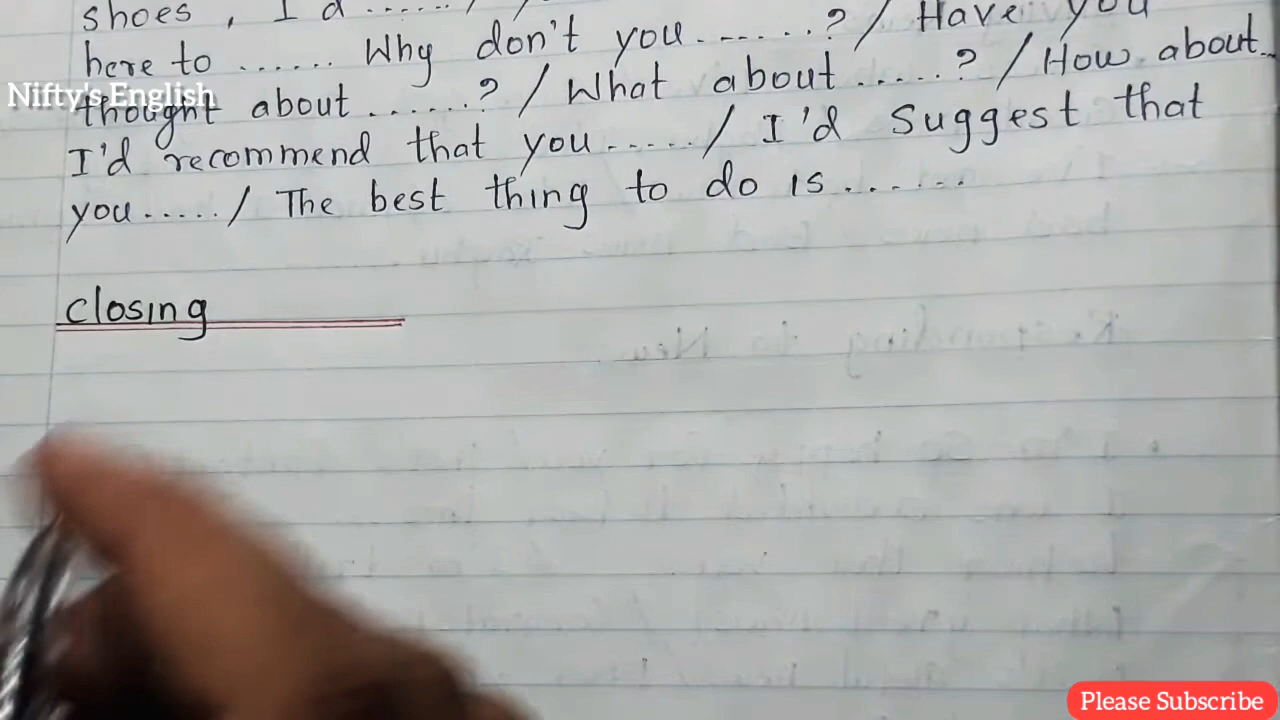 shoes, I'd ....../
here to ...... Why don't you.......? / Have you
thought about .......? / What about .....? / How about...
I'd recommend that you...../ I'd suggest that
you...../ The best thing to do is......
closing
Nifty's English
Please Subscribe